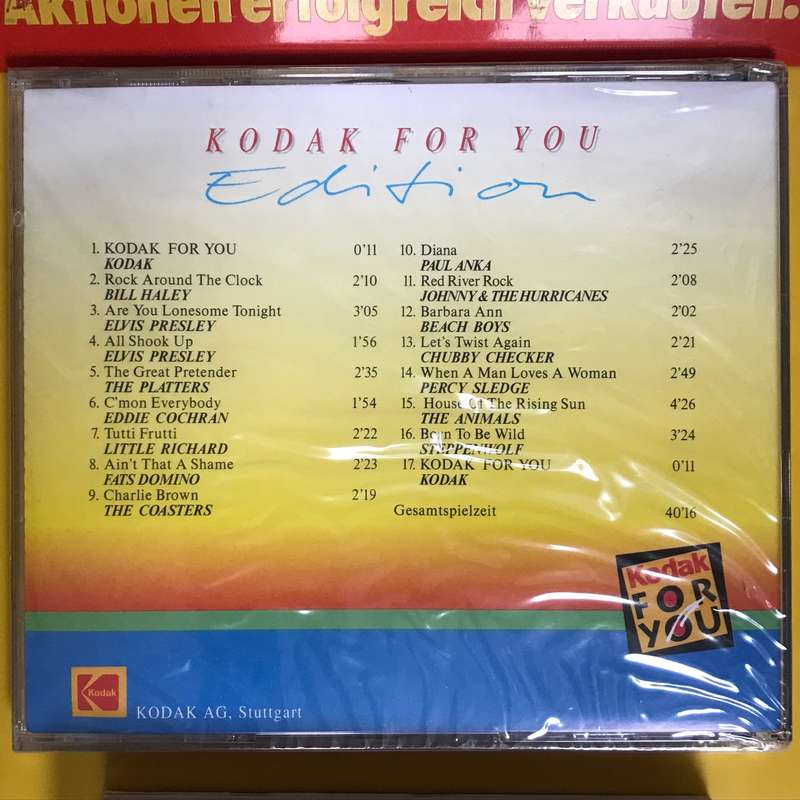 Aktionen erfolgreich verkaufen.
KODAK FOR YOU
Edition
1. KODAK FOR YOU 0'11
KODAK
2. Rock Around The Clock 2'10
BILL HALEY
3. Are You Lonesome Tonight 3'05
ELVIS PRESLEY
4. All Shook Up 1'56
ELVIS PRESLEY
5. The Great Pretender 2'35
THE PLATTERS
6. C'mon Everybody 1'54
EDDIE COCHRAN
7. Tutti Frutti 2'22
LITTLE RICHARD
8. Ain't That A Shame 2'23
FATS DOMINO
9. Charlie Brown 2'19
THE COASTERS
10. Diana 2'25
PAUL ANKA
11. Red River Rock 2'08
JOHNNY & THE HURRICANES
12. Barbara Ann 2'02
BEACH BOYS
13. Let's Twist Again 2'21
CHUBBY CHECKER
14. When A Man Loves A Woman 2'49
PERCY SLEDGE
15. House Of The Rising Sun 4'26
THE ANIMALS
16. Born To Be Wild 3'24
STEPPENWOLF
17. KODAK FOR YOU 0'11
KODAK
Gesamtspielzeit 40'16
Kodak
FOR
YOU
Kodak
KODAK AG, Stuttgart